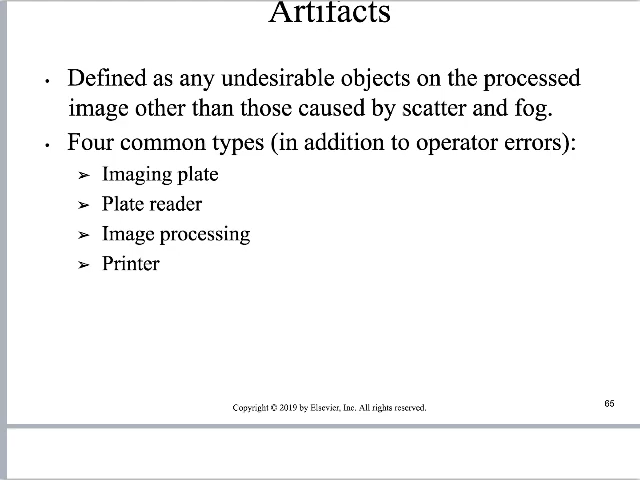 Artifacts
• Defined as any undesirable objects on the processed
image other than those caused by scatter and fog.
• Four common types (in addition to operator errors):
➢ Imaging plate
➢ Plate reader
➢ Image processing
➢ Printer
Copyright © 2019 by Elsevier, Inc. All rights reserved.
65